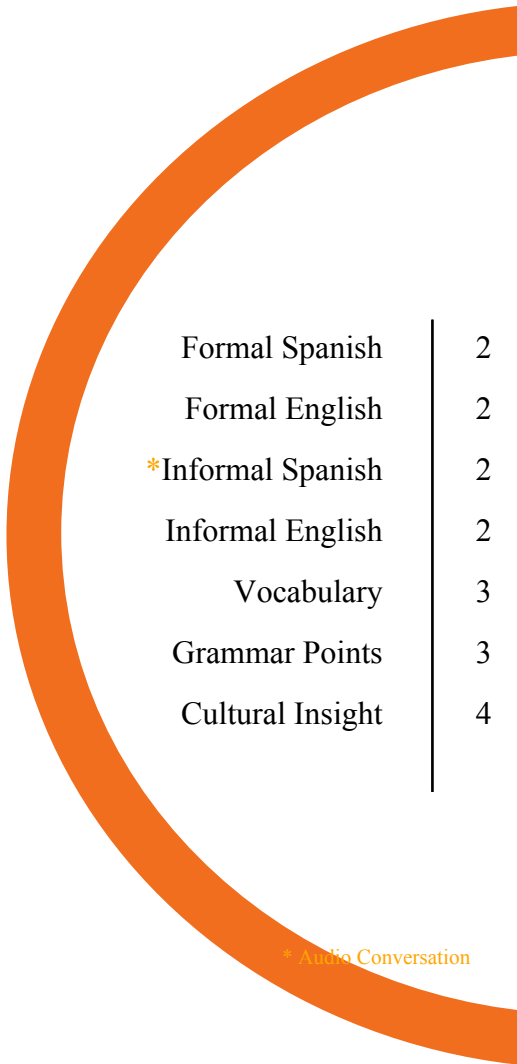 Formal Spanish 2
Formal English 2
*Informal Spanish 2
Informal English 2
Vocabulary 3
Grammar Points 3
Cultural Insight 4
* Audio Conversation